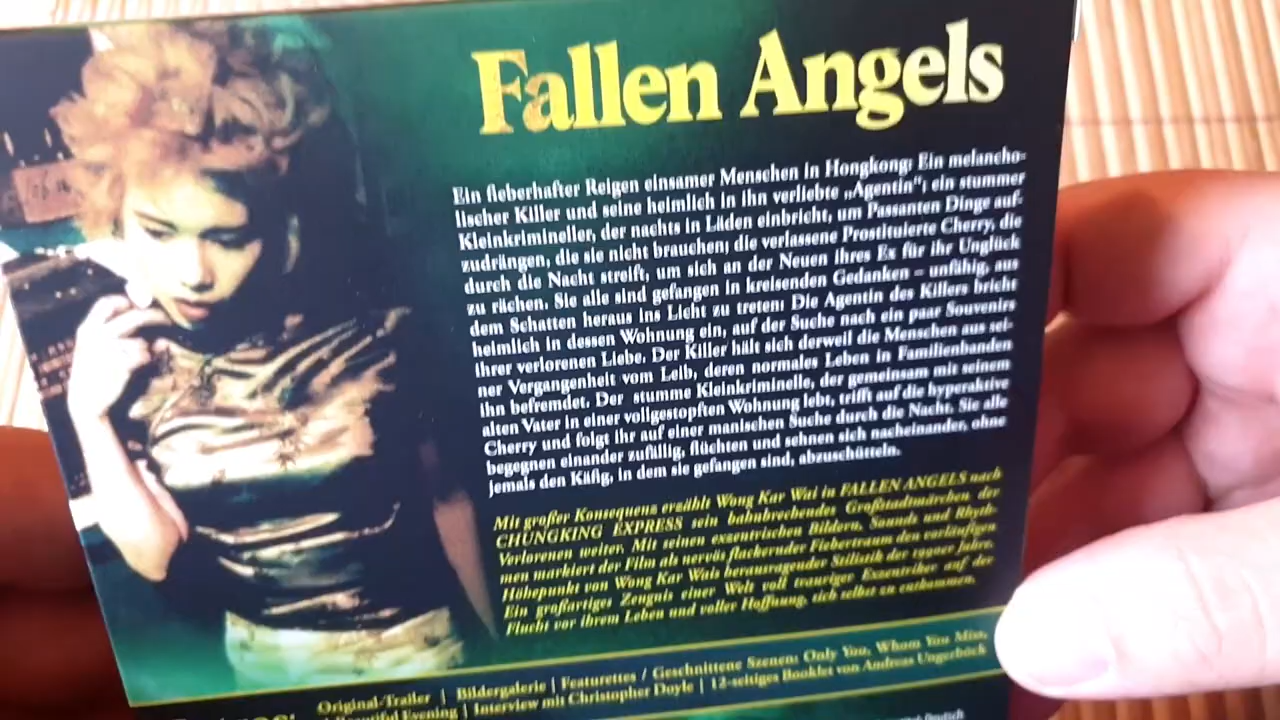 Fallen Angels
Ein fieberhafter Reigen einsamer Menschen in Hongkong: Ein melancho-
lischer Killer und seine heimlich in ihn verliebte „Agentin“; ein stummer
Kleinkrimineller, der nachts in Läden einbricht, um Passanten Dinge auf-
zudrängen, die sie nicht brauchen; die verlassene Prostituierte Cherry, die
durch die Nacht streift, um sich an der Neuen ihres Ex für ihr Unglück
zu rächen. Sie alle sind gefangen in kreisenden Gedanken – unfähig, aus
dem Schatten heraus ins Licht zu treten: Die Agentin des Killers bricht
heimlich in dessen Wohnung ein, auf der Suche nach ein paar Souvenirs
ihrer verlorenen Liebe. Der Killer hält sich derweil die Menschen aus sei-
ner Vergangenheit vom Leib, deren normales Leben in Familienbanden
ihn befremdet. Der stumme Kleinkriminelle, der gemeinsam mit seinem
alten Vater in einer vollgestopften Wohnung lebt, trifft auf die hyperaktive
Cherry und folgt ihr auf einer manischen Suche durch die Nacht. Sie alle
begegnen einander zufällig, flüchten und sehnen sich nacheinander, ohne
jemals den Käfig, in dem sie gefangen sind, abzuschütteln.
Mit großer Konsequenz erzählt Wong Kar Wai in FALLEN ANGELS nach
CHUNGKING EXPRESS sein bahnbrechendes Großstadtmärchen der
Verlorenen weiter. Mit seinen exzentrischen Bildern, Sounds und Rhyth-
men markiert der Film als nervös flackernder Fiebertraum den vorläufigen
Höhepunkt von Wong Kar Wais herausragender Stilistik der 1990er Jahre.
Ein großartiges Zeugnis einer Welt voll trauriger Exzentriker auf der
Flucht vor ihrem Leben und voller Hoffnung, sich selbst zu entkommen.
Original-Trailer | Bildergalerie | Featurettes / Geschnittene Szenen: Only You, Whom You Miss,
Beautiful Evening | Interview mit Christopher Doyle | 12-seitiges Booklet von Andreas Ungerböck
Deutsch